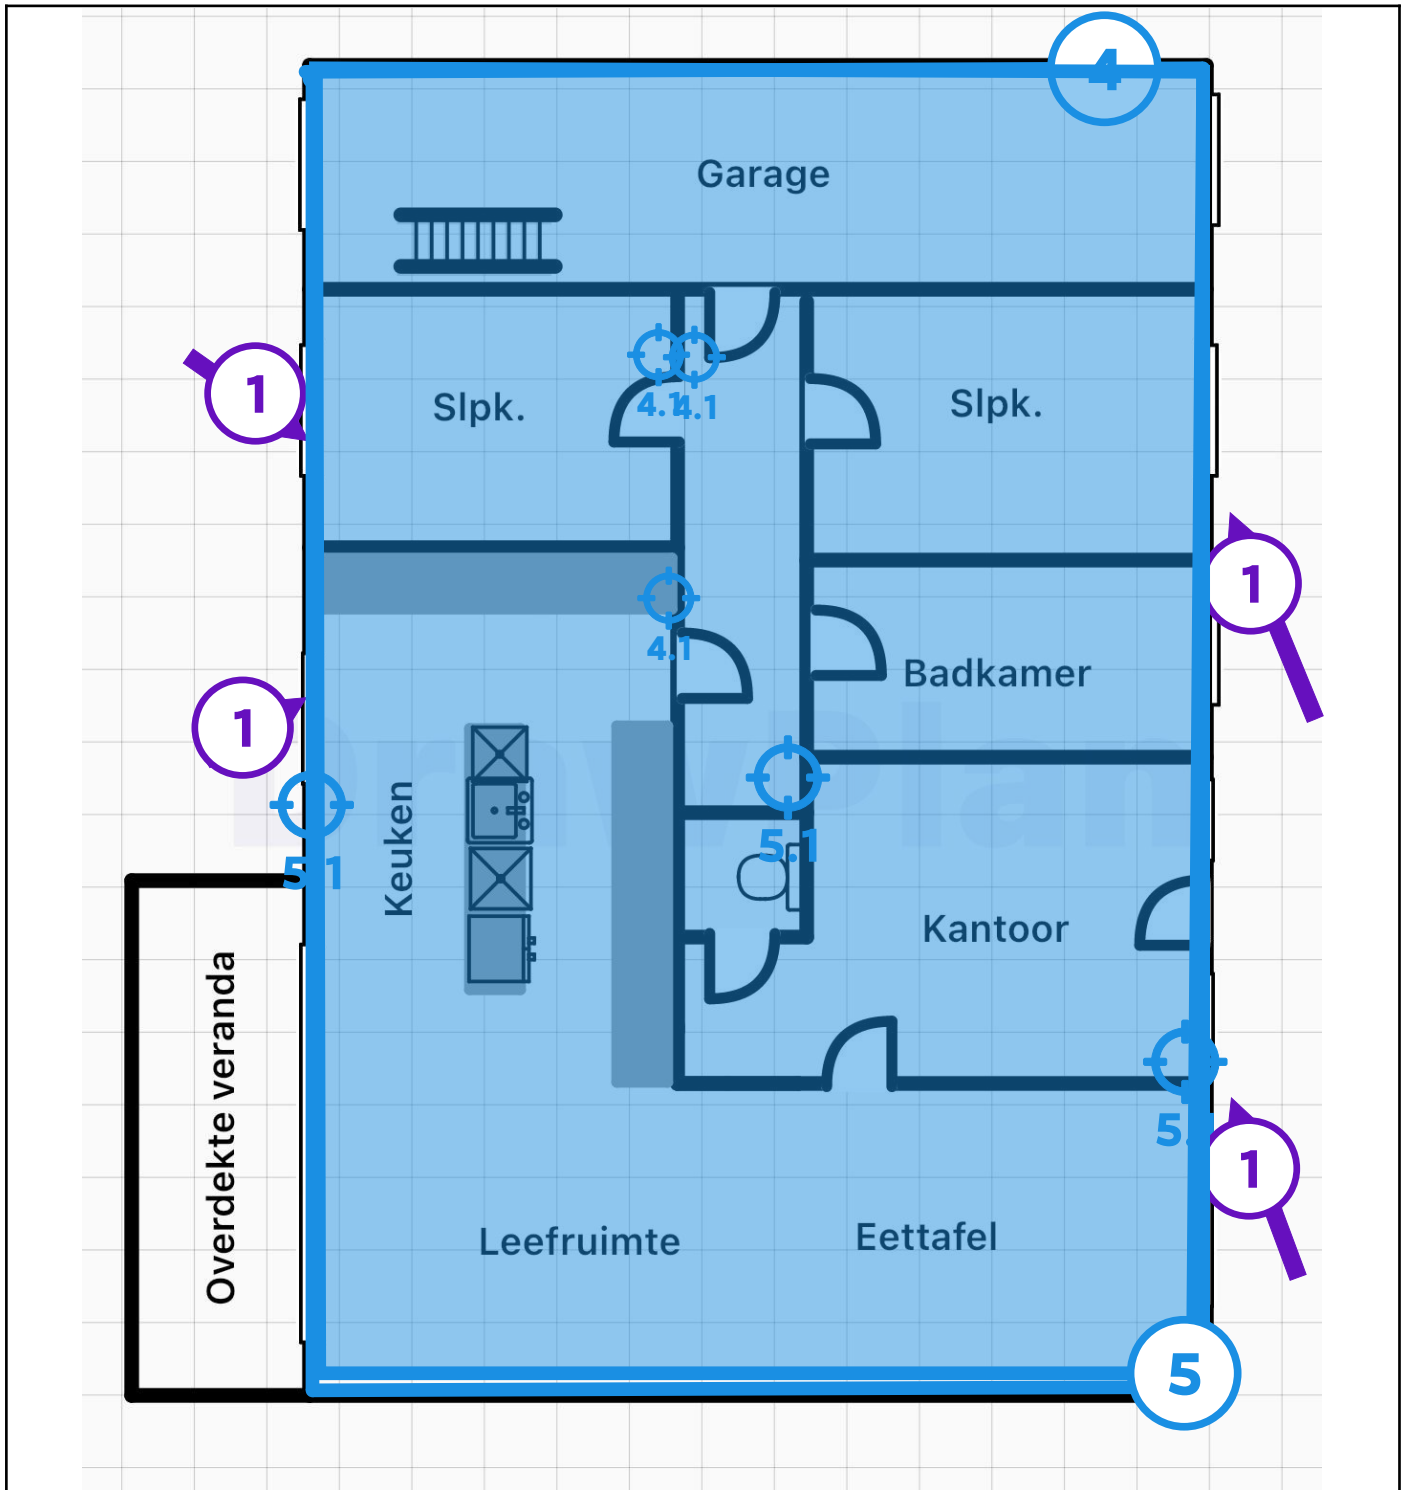 4
Garage
1
Slpk.
Slpk.
4.1
4.1
1
4.1
Badkamer
1
DrawPlan
5.1
5.1
Keuken
Kantoor
Overdekte veranda
5.
1
Leefruimte
Eettafel
5